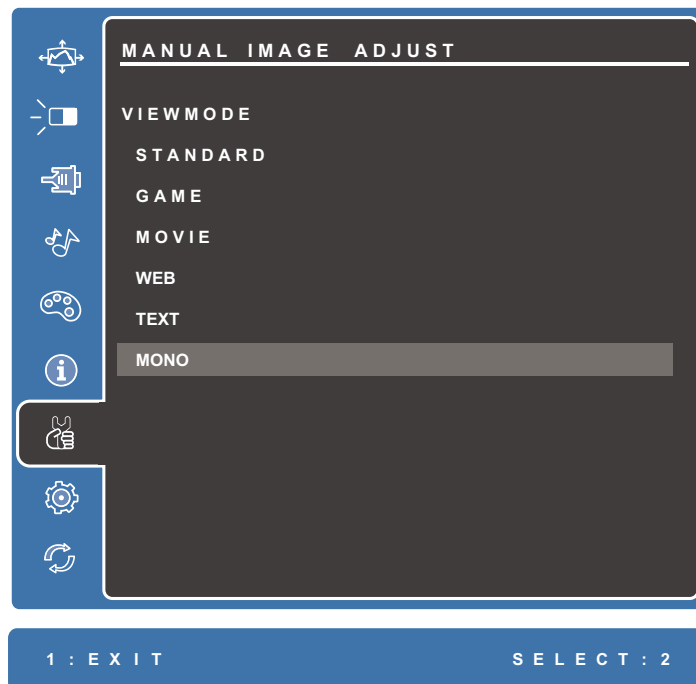 MANUAL IMAGE ADJUST
VIEWMODE
STANDARD
GAME
MOVIE
WEB
TEXT
MONO
1:EXIT SELECT:2